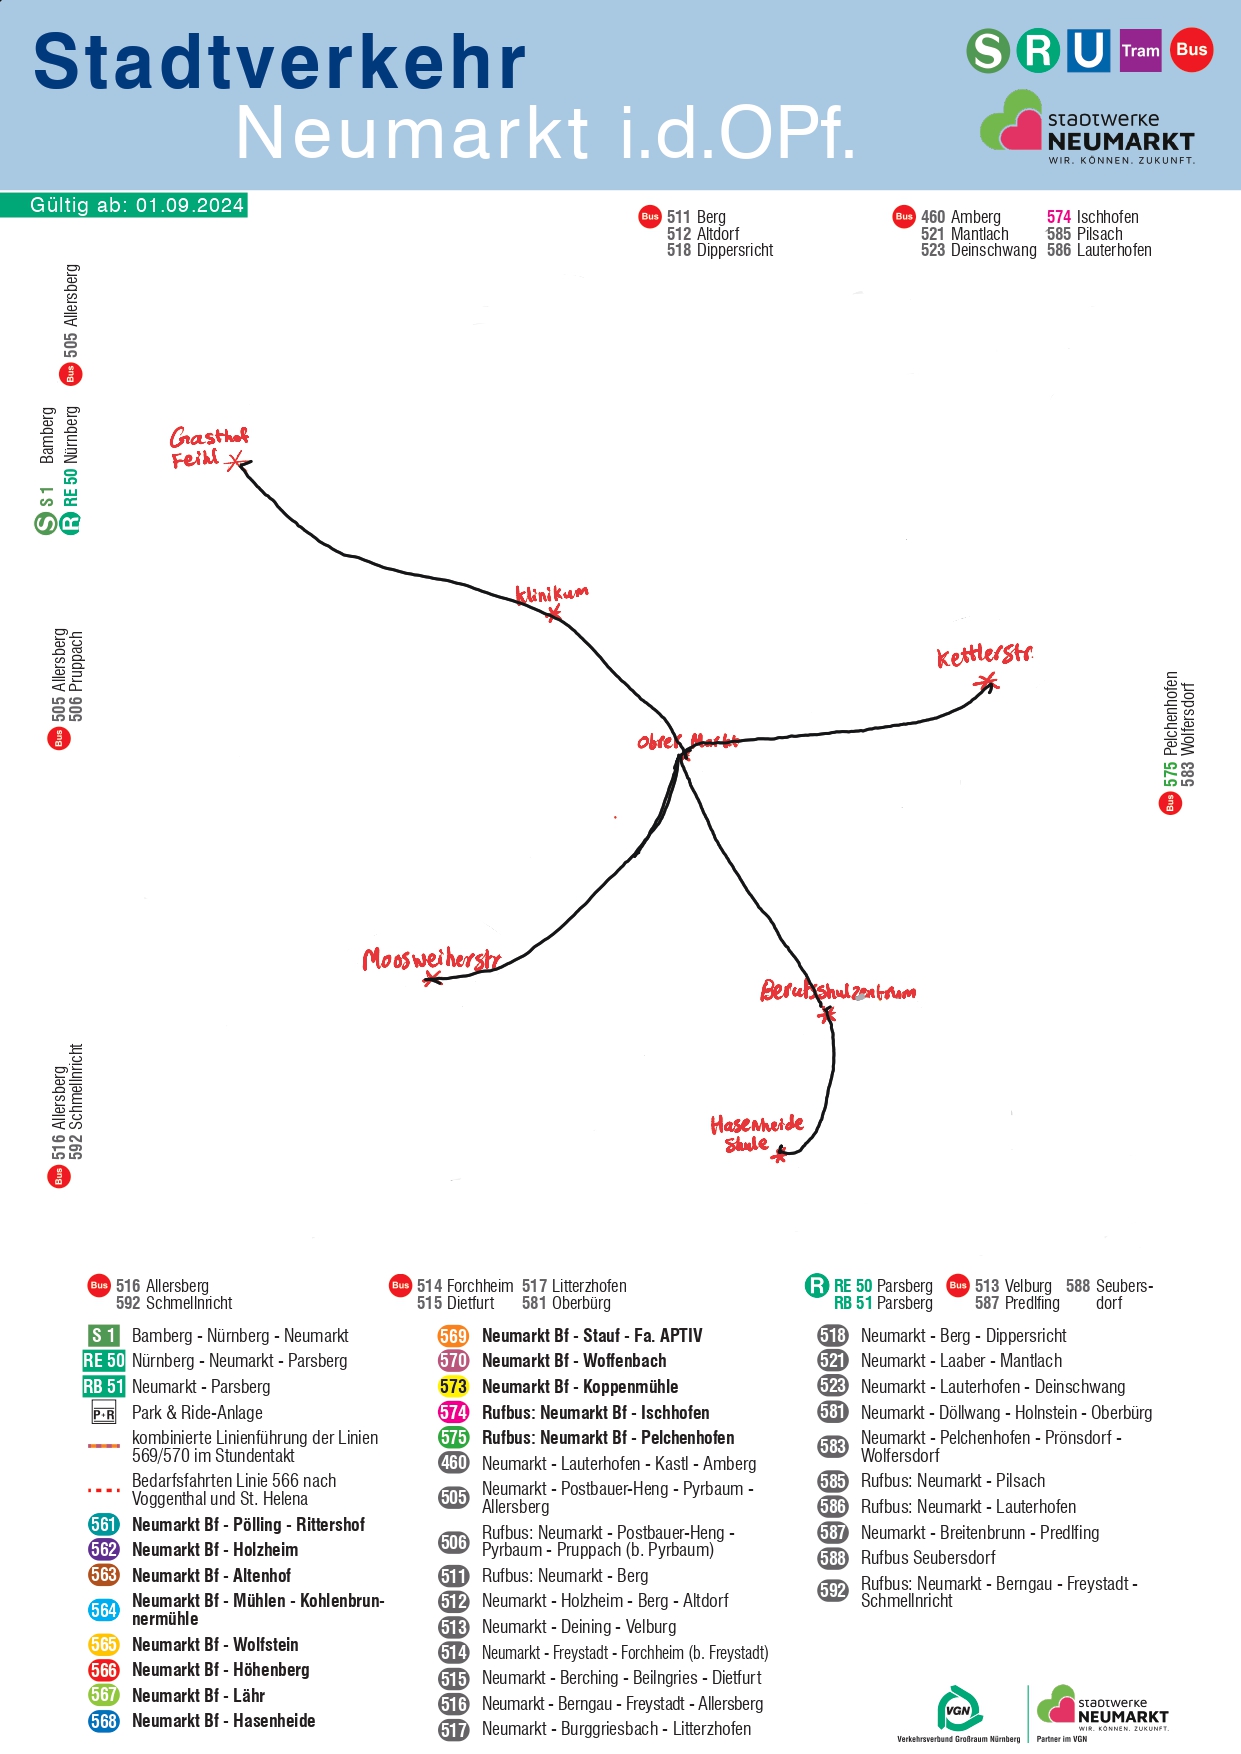 Stadtverkehr
Neumarkt i.d.OPf.
S R U Tram Bus
stadtwerke
NEUMARKT
WIR. KÖNNEN. ZUKUNFT.
Gültig ab: 01.09.2024
Bus 511 Berg
512 Altdorf
518 Dippersricht
Bus 460 Amberg 574 Ischhofen
521 Mantlach 585 Pilsach
523 Deinschwang 586 Lauterhofen
Bus 505 Allersberg
S S 1 Bamberg
R RE 50 Nürnberg
Bus 505 Allersberg
506 Pruppach
Bus 516 Allersberg
592 Schmellnricht
Bus 575 Pelchenhofen
583 Wolfersdorf
Gasthof
Feihl
Klinikum
Kettlerstr.
Obrer Markt
Moosweiherstr
Berufsshulzentrum
Hasenheide
Shule
Bus 516 Allersberg
592 Schmellnricht
Bus 514 Forchheim 517 Litterzhofen
515 Dietfurt 581 Oberbürg
R RE 50 Parsberg
RB 51 Parsberg
Bus 513 Velburg 588 Seubers-
587 Predlfing dorf
S 1 Bamberg - Nürnberg - Neumarkt
RE 50 Nürnberg - Neumarkt - Parsberg
RB 51 Neumarkt - Parsberg
P+R Park & Ride-Anlage
kombinierte Linienführung der Linien
569/570 im Stundentakt
Bedarfsfahrten Linie 566 nach
Voggenthal und St. Helena
561 Neumarkt Bf - Pölling - Rittershof
562 Neumarkt Bf - Holzheim
563 Neumarkt Bf - Altenhof
564 Neumarkt Bf - Mühlen - Kohlenbrun-
nermühle
565 Neumarkt Bf - Wolfstein
566 Neumarkt Bf - Höhenberg
567 Neumarkt Bf - Lähr
568 Neumarkt Bf - Hasenheide
569 Neumarkt Bf - Stauf - Fa. APTIV
570 Neumarkt Bf - Woffenbach
573 Neumarkt Bf - Koppenmühle
574 Rufbus: Neumarkt Bf - Ischhofen
575 Rufbus: Neumarkt Bf - Pelchenhofen
460 Neumarkt - Lauterhofen - Kastl - Amberg
505 Neumarkt - Postbauer-Heng - Pyrbaum -
Allersberg
506 Rufbus: Neumarkt - Postbauer-Heng -
Pyrbaum - Pruppach (b. Pyrbaum)
511 Rufbus: Neumarkt - Berg
512 Neumarkt - Holzheim - Berg - Altdorf
513 Neumarkt - Deining - Velburg
514 Neumarkt - Freystadt - Forchheim (b. Freystadt)
515 Neumarkt - Berching - Beilngries - Dietfurt
516 Neumarkt - Berngau - Freystadt - Allersberg
517 Neumarkt - Burggriesbach - Litterzhofen
518 Neumarkt - Berg - Dippersricht
521 Neumarkt - Laaber - Mantlach
523 Neumarkt - Lauterhofen - Deinschwang
581 Neumarkt - Döllwang - Holnstein - Oberbürg
583 Neumarkt - Pelchenhofen - Prönsdorf -
Wolfersdorf
585 Rufbus: Neumarkt - Pilsach
586 Rufbus: Neumarkt - Lauterhofen
587 Neumarkt - Breitenbrunn - Predlfing
588 Rufbus Seubersdorf
592 Rufbus: Neumarkt - Berngau - Freystadt -
Schmellnricht
VGN
Verkehrsverbund Großraum Nürnberg
stadtwerke
NEUMARKT
WIR. KÖNNEN. ZUKUNFT.
Partner im VGN